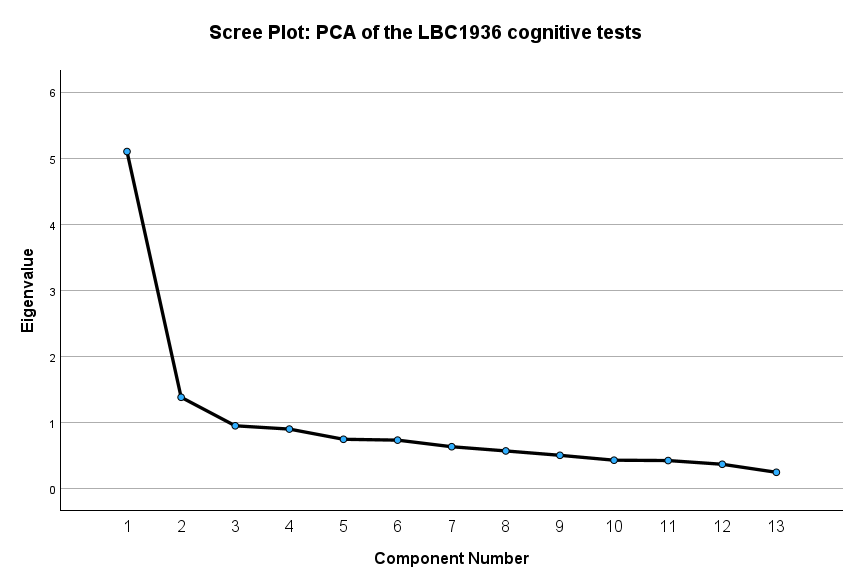 Scree Plot: PCA of the LBC1936 cognitive tests
6
5
4
3
2
1
0
Eigenvalue
1 2 3 4 5 6 7 8 9 10 11 12 13
Component Number